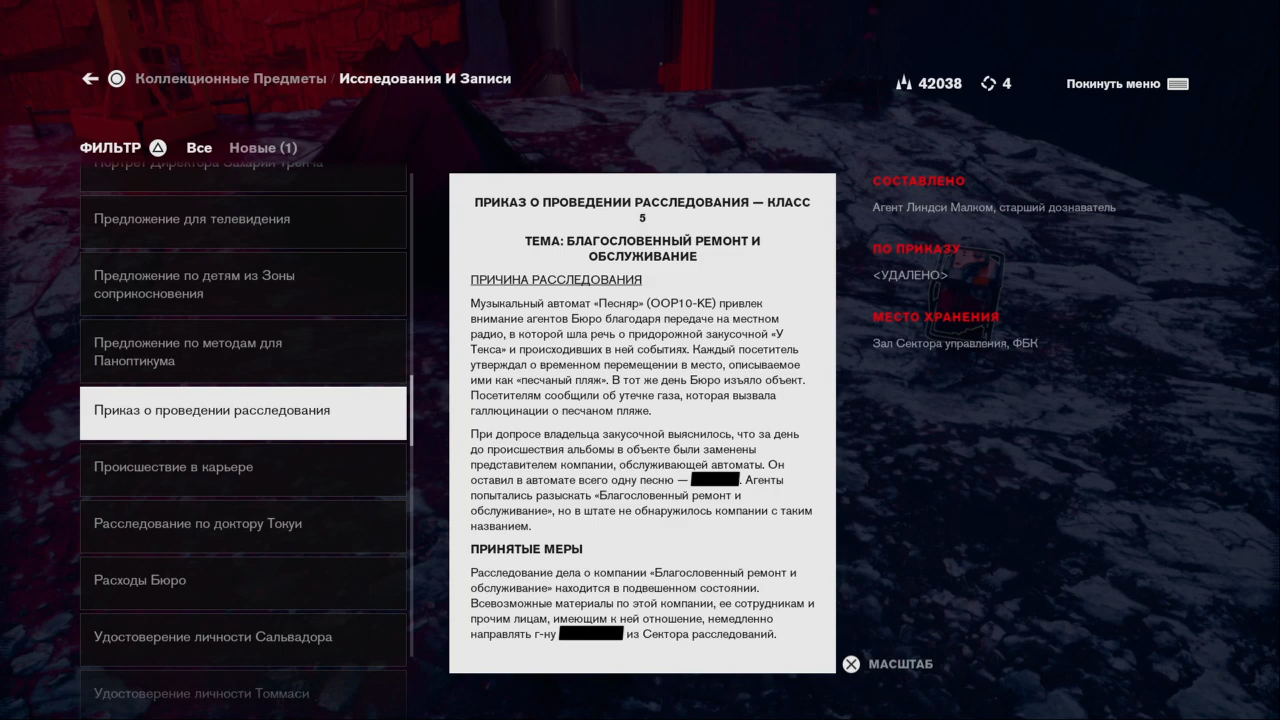 Коллекционные Предметы / Исследования И Записи
42038
4
Покинуть меню
ФИЛЬТР
Все
Новые (1)
Портрет Директора Захарии Тренча
Предложение для телевидения
Предложение по детям из Зоны
соприкосновения
Предложение по методам для
Паноптикума
Приказ о проведении расследования
Происшествие в карьере
Расследование по доктору Токуи
Расходы Бюро
Удостоверение личности Сальвадора
Удостоверение личности Томмаси
ПРИКАЗ О ПРОВЕДЕНИИ РАССЛЕДОВАНИЯ — КЛАСС
5
ТЕМА: БЛАГОСЛОВЕННЫЙ РЕМОНТ И
ОБСЛУЖИВАНИЕ
ПРИЧИНА РАССЛЕДОВАНИЯ
Музыкальный автомат «Песняр» (ООР10-КЕ) привлек
внимание агентов Бюро благодаря передаче на местном
радио, в которой шла речь о придорожной закусочной «У
Текса» и происходивших в ней событиях. Каждый посетитель
утверждал о временном перемещении в место, описываемое
ими как «песчаный пляж». В тот же день Бюро изъяло объект.
Посетителям сообщили об утечке газа, которая вызвала
галлюцинации о песчаном пляже.
При допросе владельца закусочной выяснилось, что за день
до происшествия альбомы в объекте были заменены
представителем компании, обслуживающей автоматы. Он
оставил в автомате всего одну песню — . Агенты
попытались разыскать «Благословенный ремонт и
обслуживание», но в штате не обнаружилось компании с таким
названием.
ПРИНЯТЫЕ МЕРЫ
Расследование дела о компании «Благословенный ремонт и
обслуживание» находится в подвешенном состоянии.
Всевозможные материалы по этой компании, ее сотрудникам и
прочим лицам, имеющим к ней отношение, немедленно
направлять г-ну из Сектора расследований.
СОСТАВЛЕНО
Агент Линдси Малком, старший дознаватель
ПО ПРИКАЗУ
<УДАЛЕНО>
МЕСТО ХРАНЕНИЯ
Зал Сектора управления, ФБК
МАСШТАБ